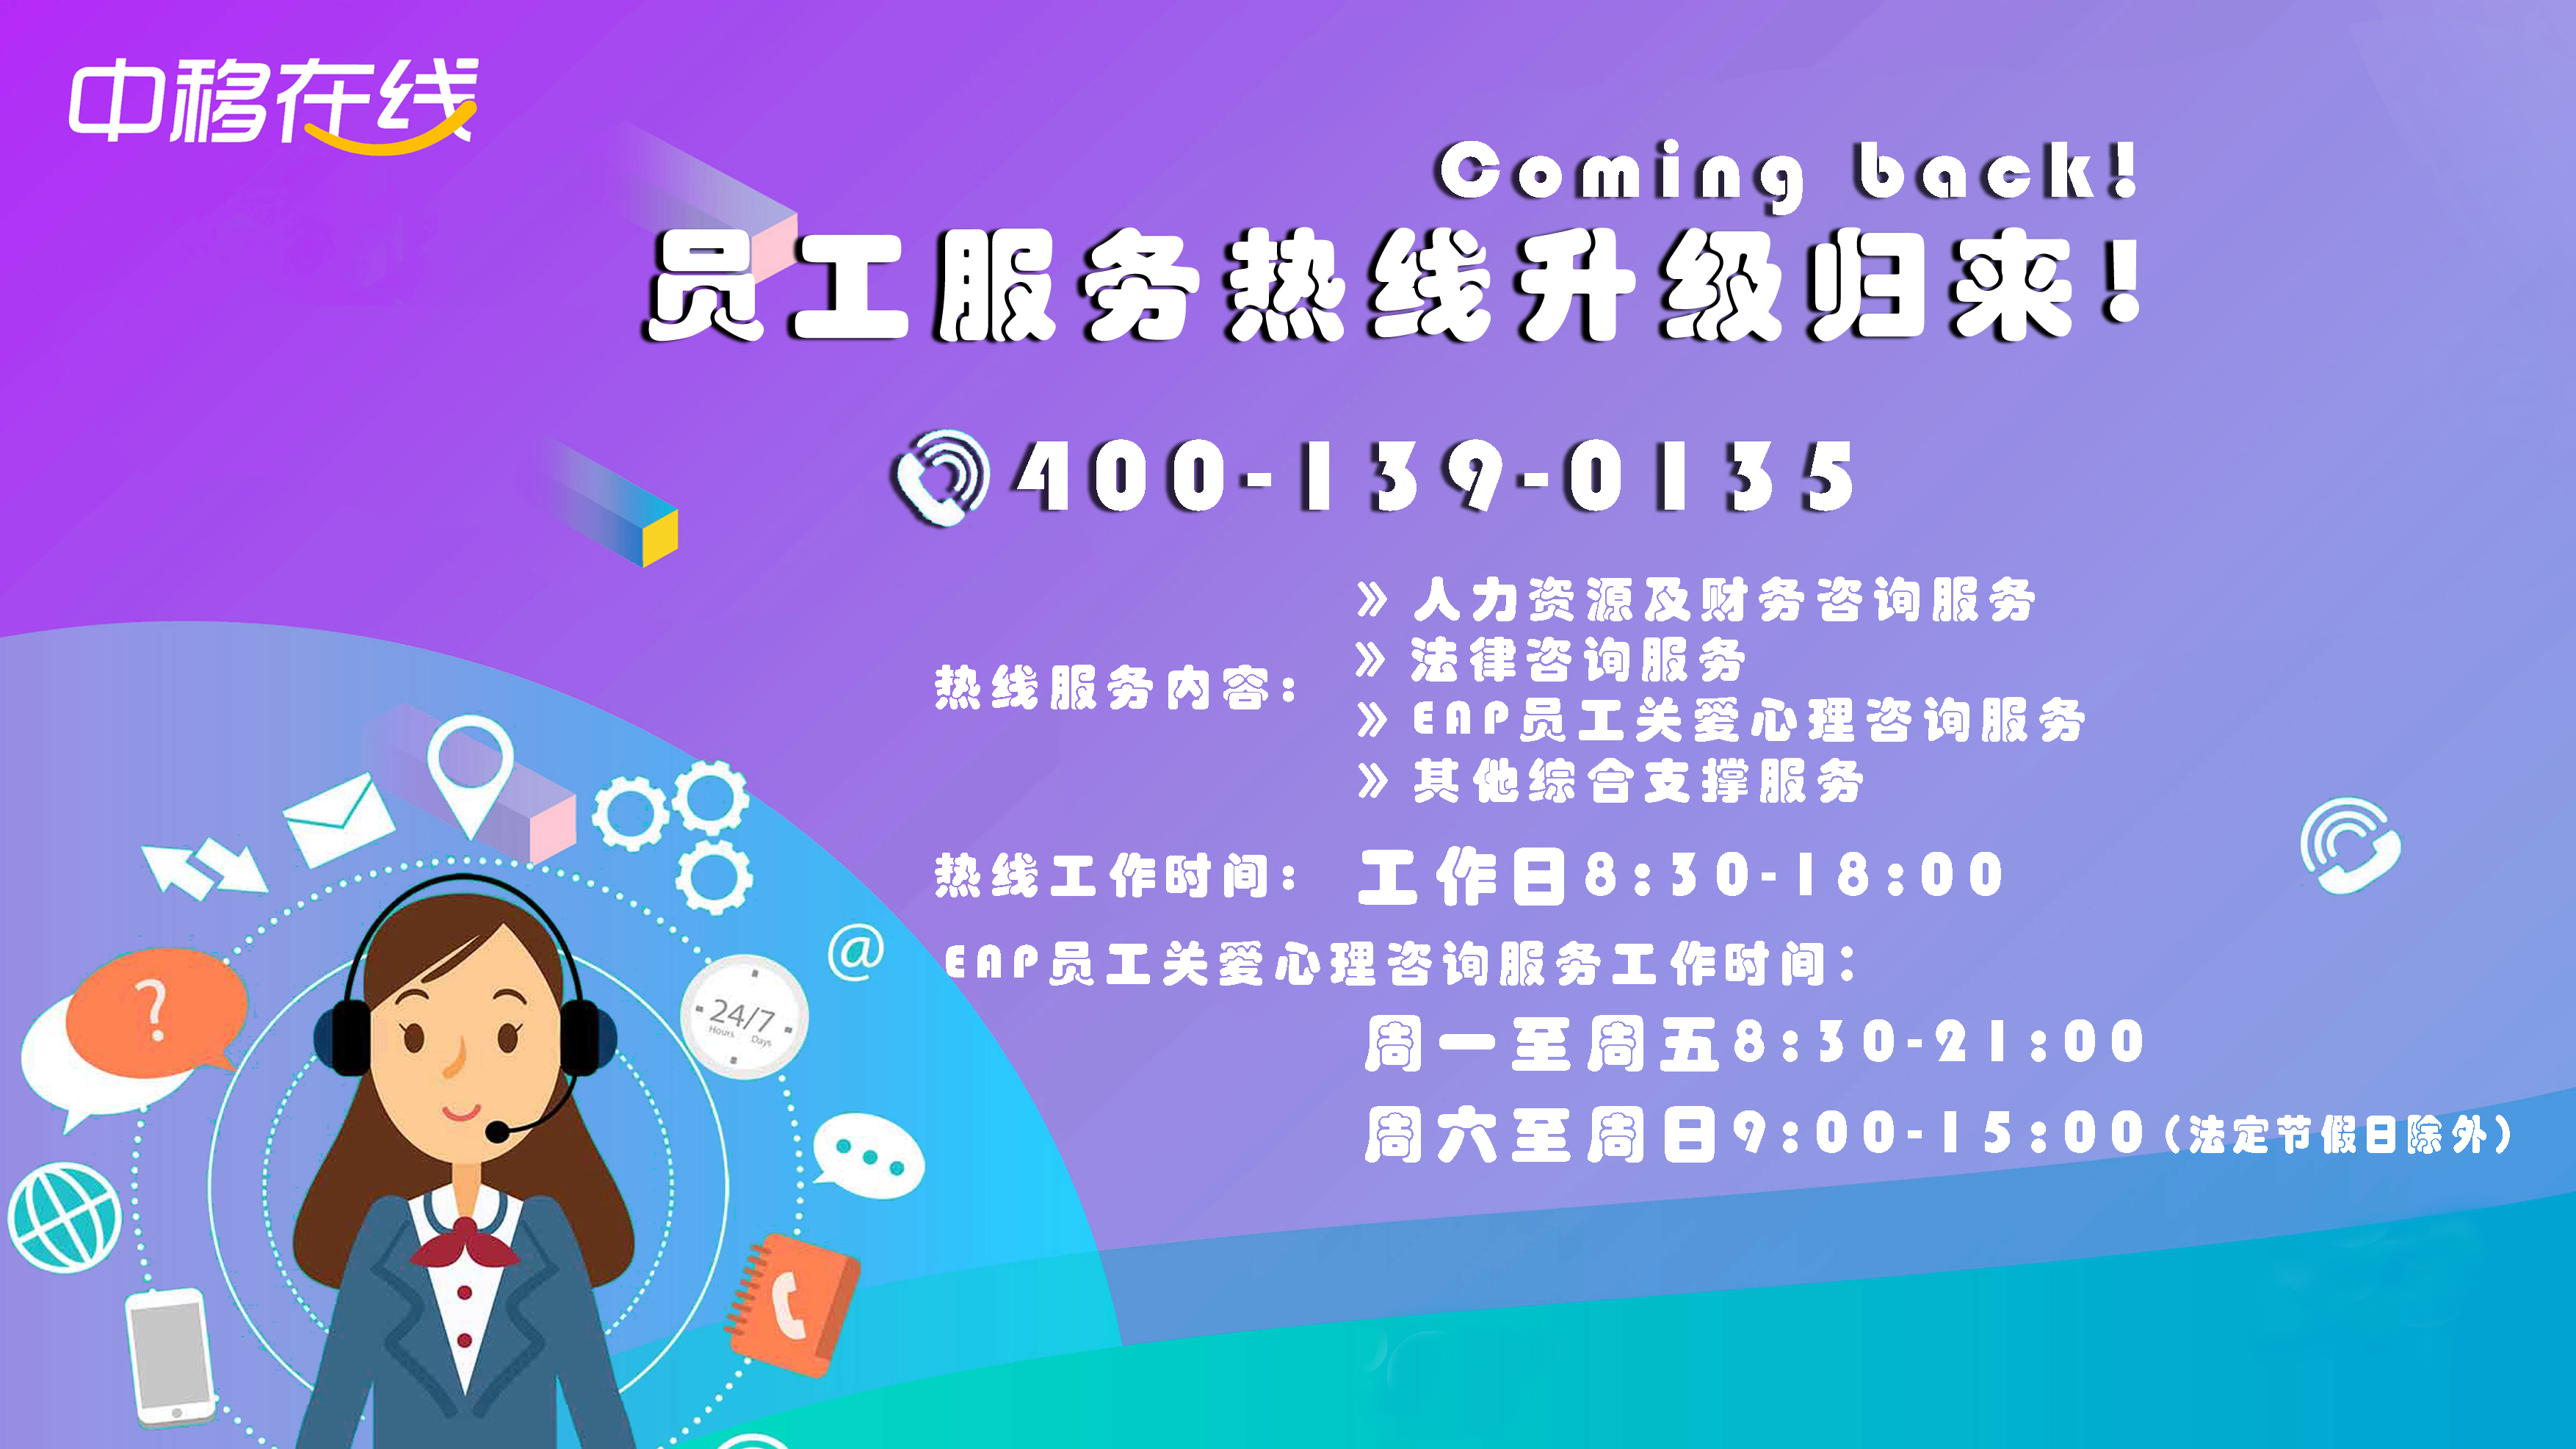 中移在线
Coming back!
员工服务热线升级归来!
400-139-0135
热线服务内容:
» 人力资源及财务咨询服务
» 法律咨询服务
» EAP员工关爱心理咨询服务
» 其他综合支撑服务
热线工作时间: 工作日8:30-18:00
EAP员工关爱心理咨询服务工作时间:
周一至周五8:30-21:00
周六至周日9:00-15:00(法定节假日除外)
@
?
24/7
Hours Days